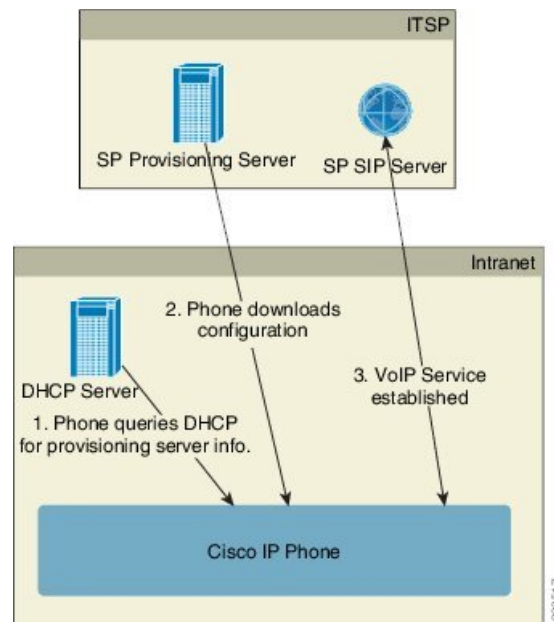 ITSP
SP Provisioning Server
SP SIP Server
Intranet
2. Phone downloads
configuration
DHCP Server
3. VoIP Service
established
1. Phone queries DHCP
for provisioning server info.
Cisco IP Phone